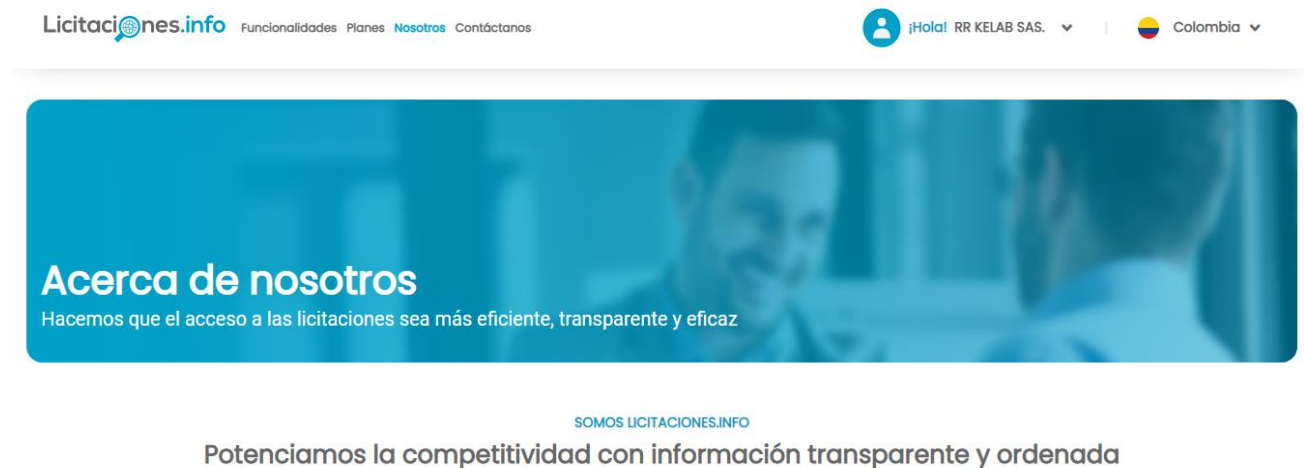 Licitaciones.info Funcionalidades Planes Nosotros Contáctanos ¡Hola! RR KELAB SAS. Colombia
Acerca de nosotros
Hacemos que el acceso a las licitaciones sea más eficiente, transparente y eficaz
SOMOS LICITACIONES.INFO
Potenciamos la competitividad con información transparente y ordenada